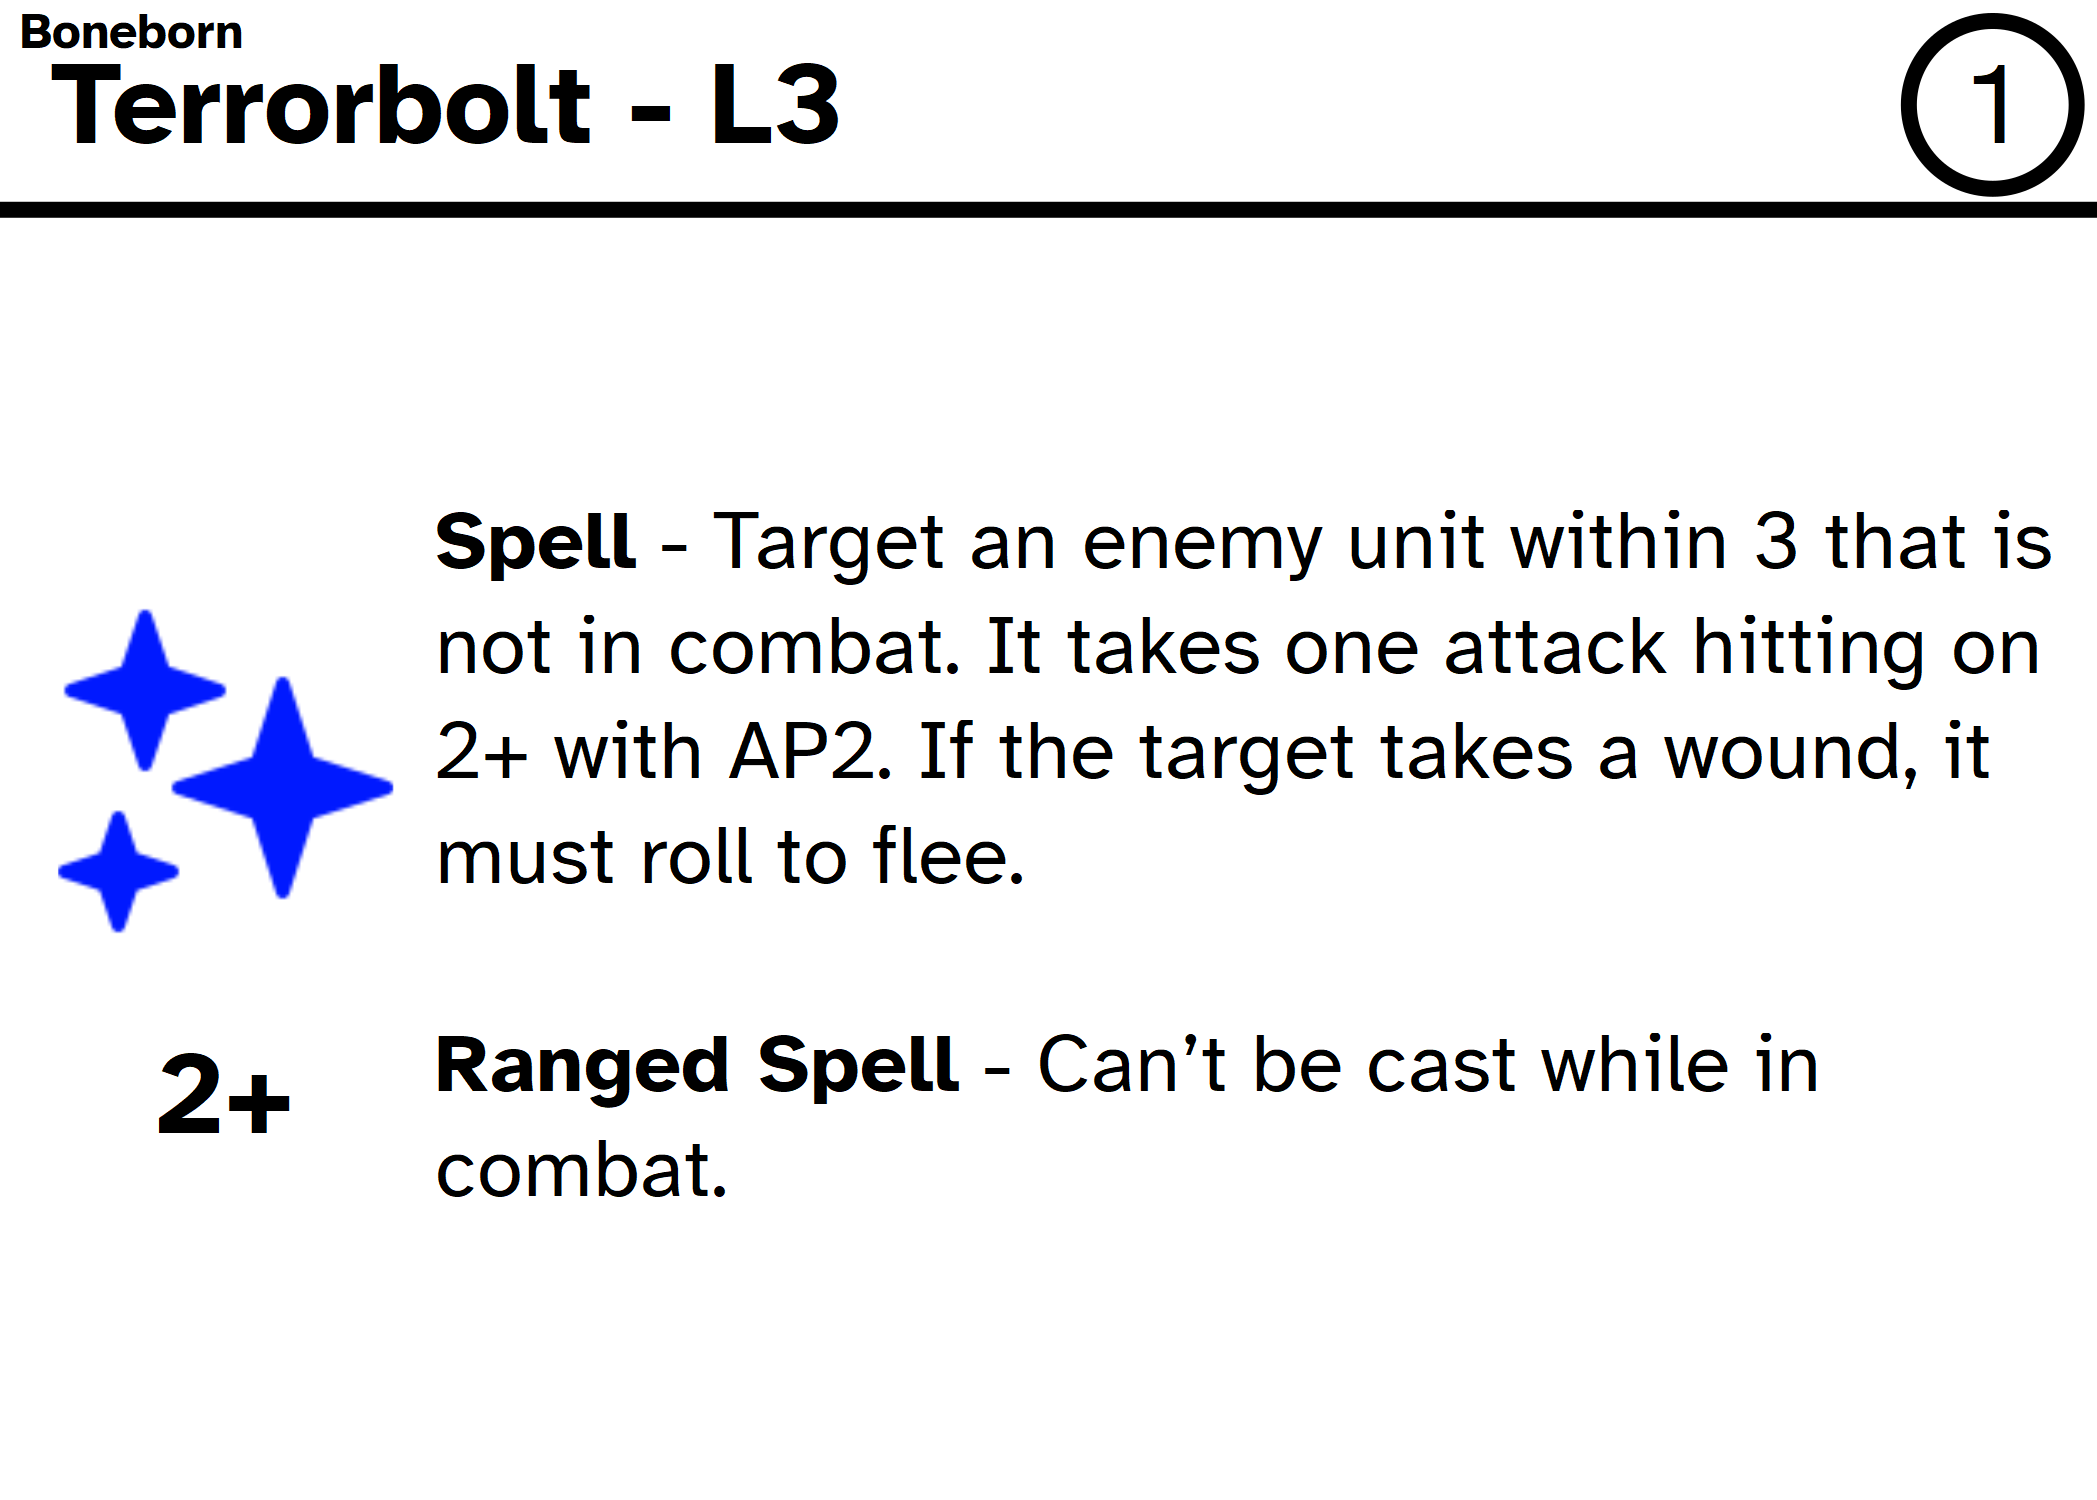 Boneborn
Terrorbolt - L3
1
Spell - Target an enemy unit within 3 that is
not in combat. It takes one attack hitting on
2+ with AP2. If the target takes a wound, it
must roll to flee.
2+
Ranged Spell - Can’t be cast while in
combat.